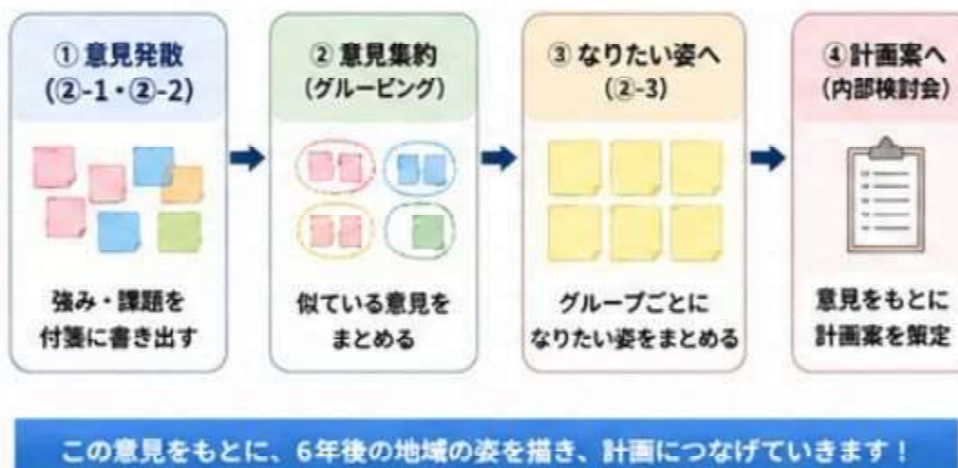 ① 意見発散
(②-1・②-2)
強み・課題を
付箋に書き出す
② 意見集約
(グルーピング)
似ている意見を
まとめる
③ なりたい姿へ
(②-3)
グループごとに
なりたい姿をまとめる
④ 計画案へ
(内部検討会)
意見をもとに
計画案を策定
この意見をもとに、6年後の地域の姿を描き、計画につなげていきます！